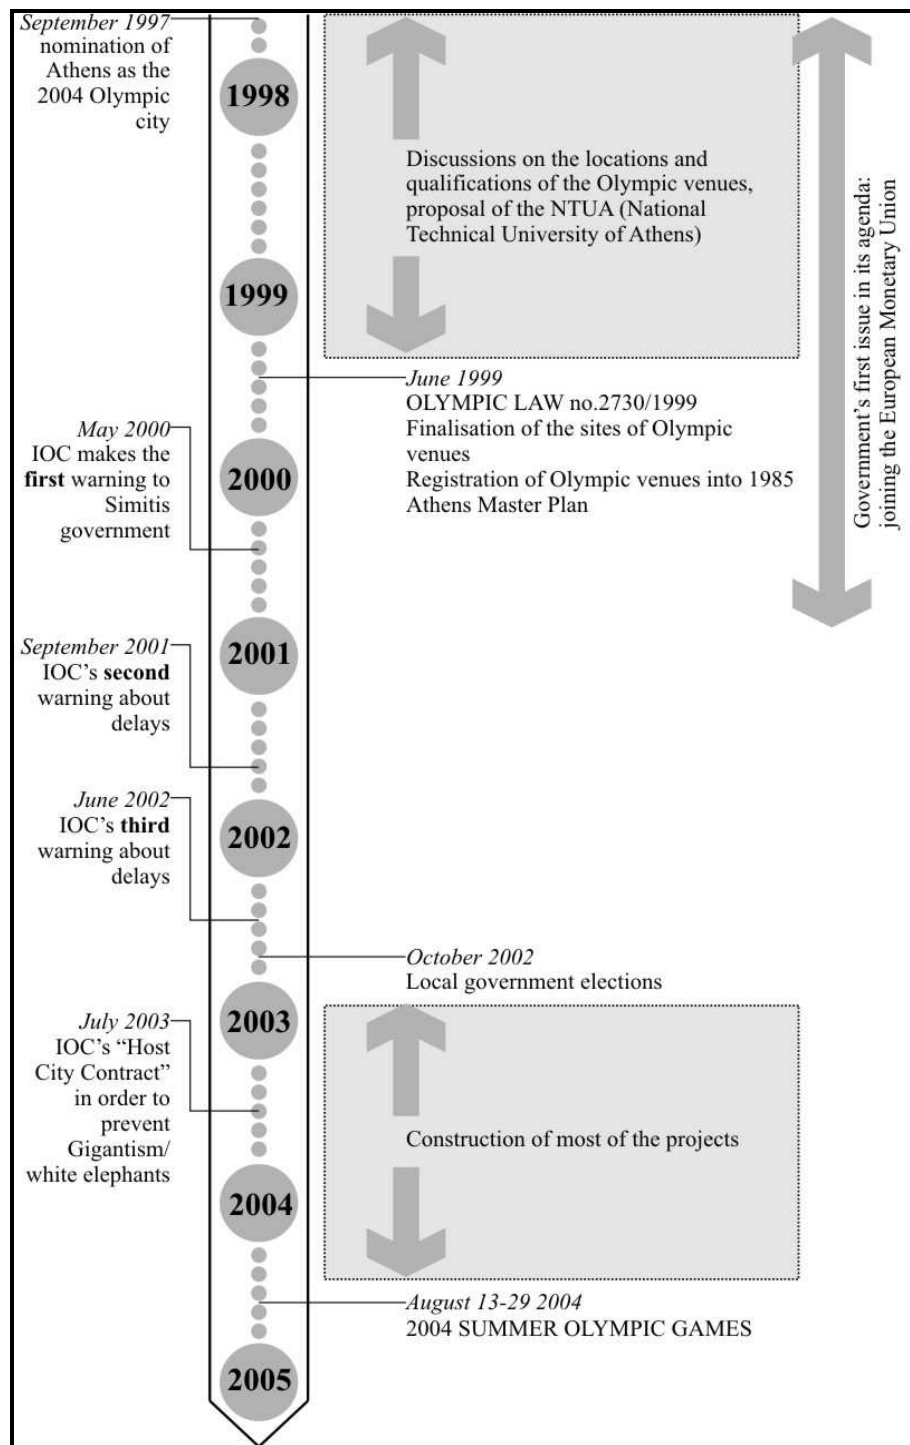 September 1997
nomination of
Athens as the
2004 Olympic
city
1998
Discussions on the locations and
qualifications of the Olympic venues,
proposal of the NTUA (National
Technical University of Athens)
Government's first issue in its agenda:
joining the European Monetary Union
1999
June 1999
OLYMPIC LAW no.2730/1999
Finalisation of the sites of Olympic
venues
Registration of Olympic venues into 1985
Athens Master Plan
May 2000
IOC makes the
first warning to
Simitis
government
2000
September 2001
IOC's second
warning about
delays
2001
June 2002
IOC's third
warning about
delays
2002
October 2002
Local government elections
2003
July 2003
IOC's “Host
City Contract”
in order to
prevent
Gigantism/
white elephants
Construction of most of the projects
2004
August 13-29 2004
2004 SUMMER OLYMPIC GAMES
2005